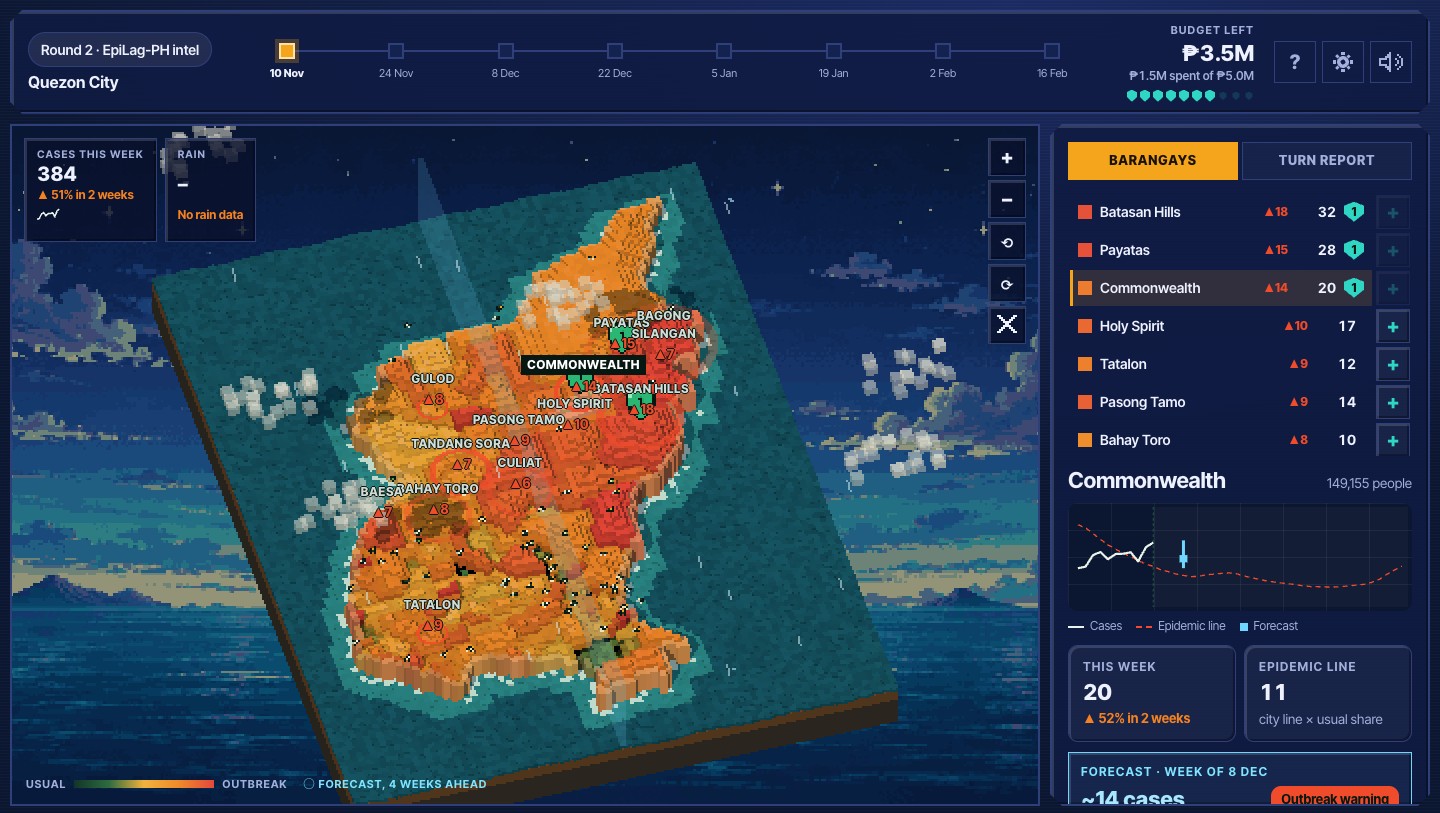 Round 2 · EpiLag-PH intel
Quezon City
10 Nov
24 Nov
8 Dec
22 Dec
5 Jan
19 Jan
2 Feb
16 Feb
BUDGET LEFT
₱3.5M
₱1.5M spent of ₱5.0M
?
CASES THIS WEEK
384
▲ 51% in 2 weeks
RAIN
–
No rain data
+
−
⟲
⟳
BAGONG SILANGAN
▲7
PAYATAS
▲15
COMMONWEALTH
▲14
BATASAN HILLS
▲18
GULOD
▲8
HOLY SPIRIT
▲10
PASONG TAMO
▲9
TANDANG SORA
▲7
CULIAT
▲6
BAESA
▲7
BAHAY TORO
▲8
TATALON
▲9
USUAL
OUTBREAK
FORECAST, 4 WEEKS AHEAD
BARANGAYS
TURN REPORT
Batasan Hills ▲18 32 1 +
Payatas ▲15 28 1 +
Commonwealth ▲14 20 1 +
Holy Spirit ▲10 17 +
Tatalon ▲9 12 +
Pasong Tamo ▲9 14 +
Bahay Toro ▲8 10 +
Commonwealth
149,155 people
Cases
Epidemic line
Forecast
THIS WEEK
20
▲ 52% in 2 weeks
EPIDEMIC LINE
11
city line × usual share
FORECAST · WEEK OF 8 DEC
~14 cases
Outbreak warning